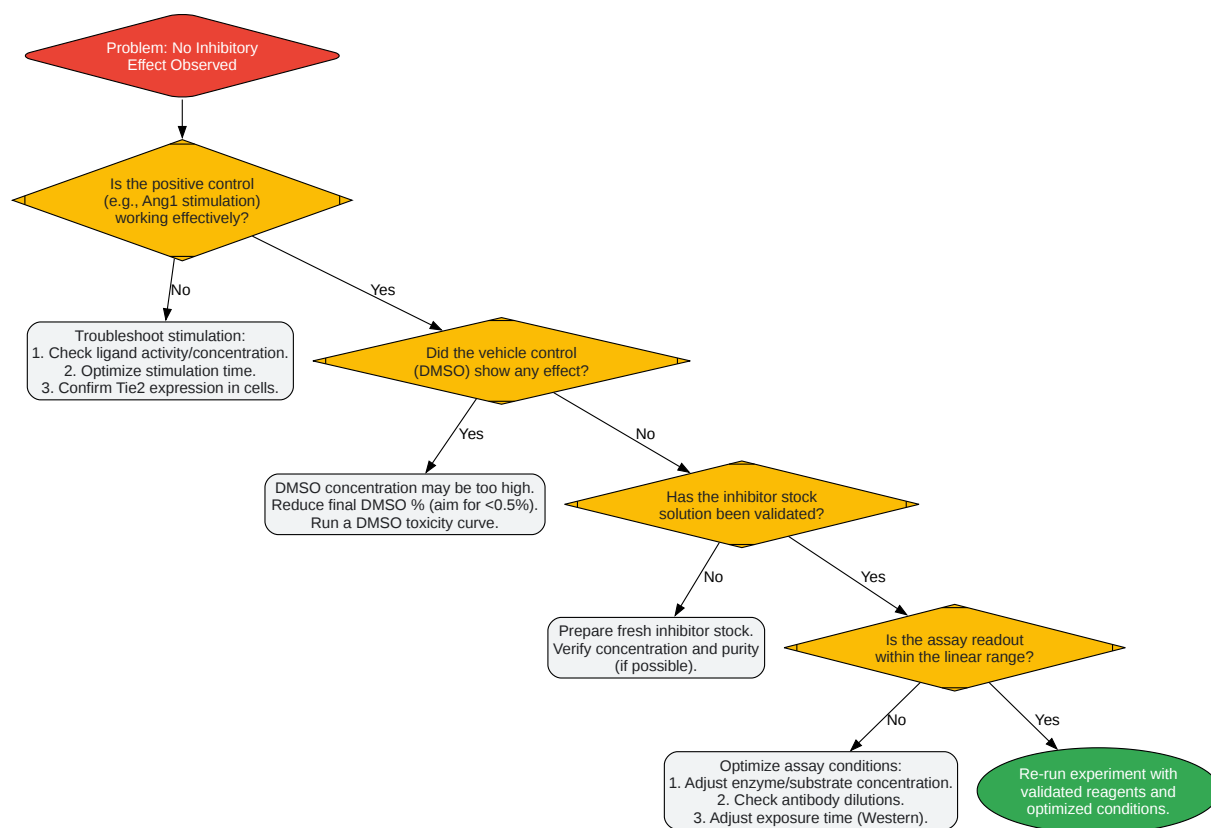 Problem: No Inhibitory
Effect Observed
Is the positive control
(e.g., Ang1 stimulation)
working effectively?
No
Yes
Troubleshoot stimulation:
1. Check ligand activity/concentration.
2. Optimize stimulation time.
3. Confirm Tie2 expression in cells.
Did the vehicle control
(DMSO) show any effect?
Yes
No
DMSO concentration may be too high.
Reduce final DMSO % (aim for <0.5%).
Run a DMSO toxicity curve.
Has the inhibitor stock
solution been validated?
No
Yes
Prepare fresh inhibitor stock.
Verify concentration and purity
(if possible).
Is the assay readout
within the linear range?
No
Yes
Optimize assay conditions:
1. Adjust enzyme/substrate concentration.
2. Check antibody dilutions.
3. Adjust exposure time (Western).
Re-run experiment with
validated reagents and
optimized conditions.